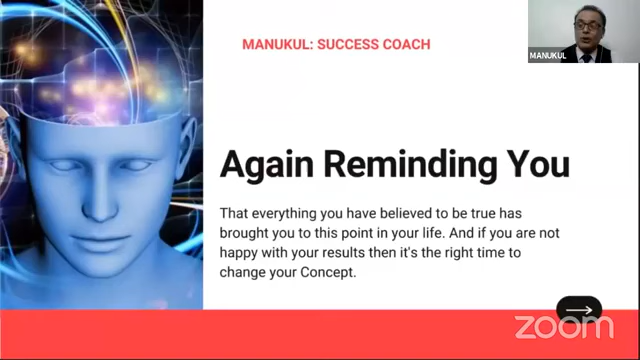 MANUKUL: SUCCESS COACH
MANUKUL
Again Reminding You
That everything you have believed to be true has
brought you to this point in your life. And if you are not
happy with your results then it's the right time to
change your Concept.
zoom